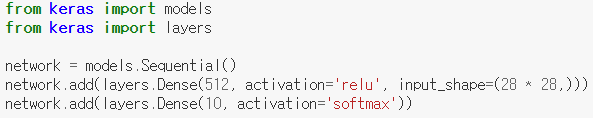 from keras import models
from keras import layers

network = models.Sequential()
network.add(layers.Dense(512, activation='relu', input_shape=(28 * 28,)))
network.add(layers.Dense(10, activation='softmax'))